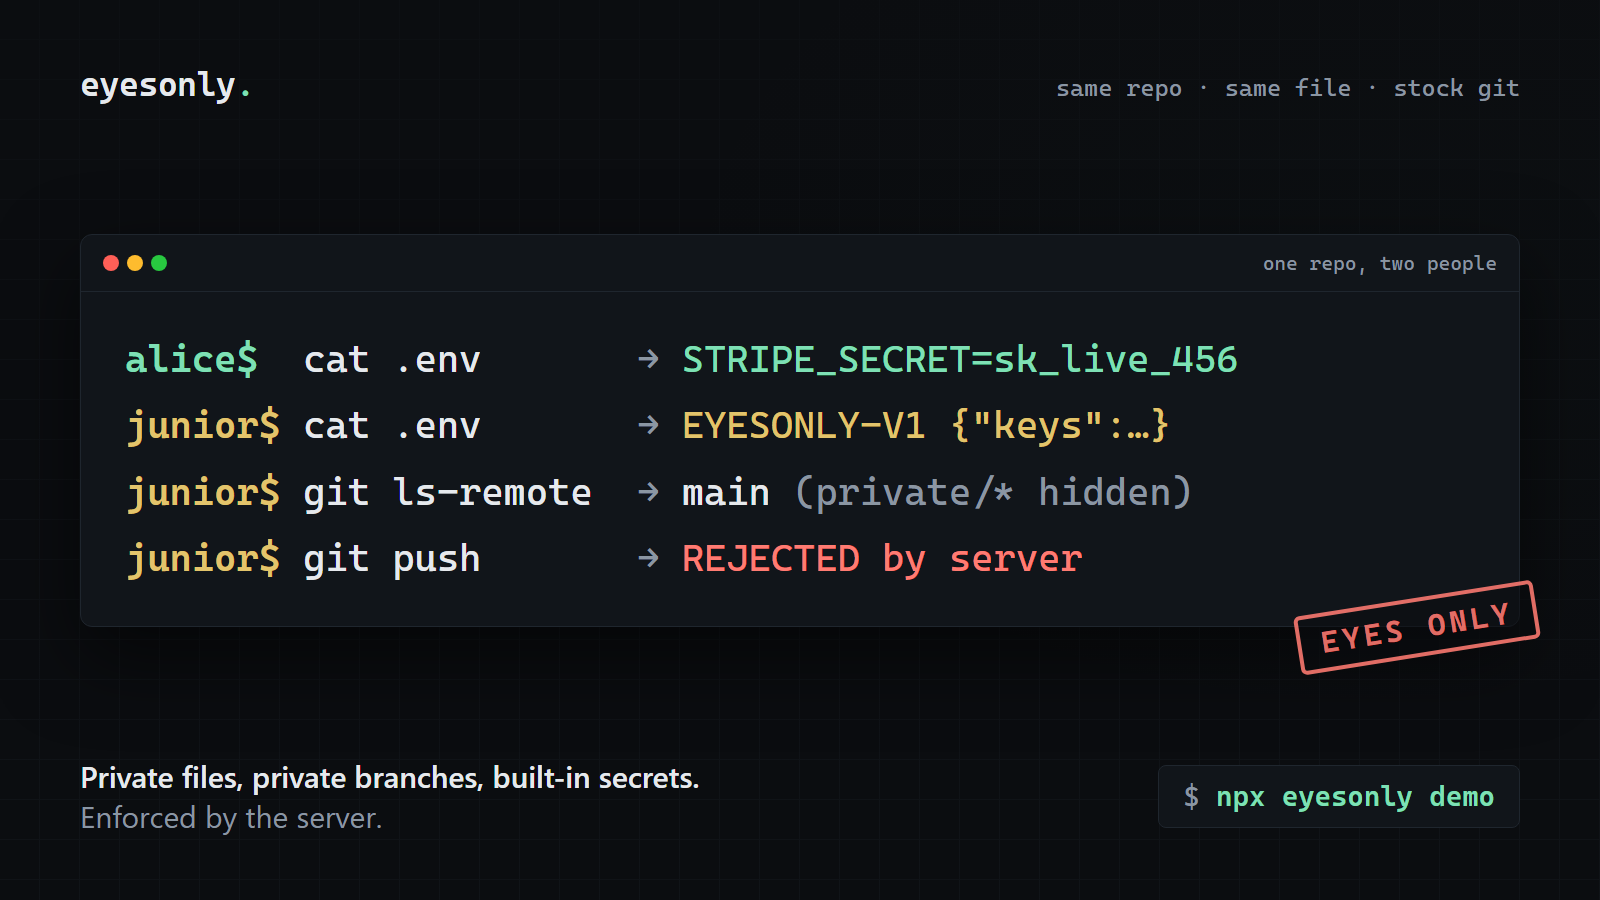 eyesonly.
same repo · same file · stock git
one repo, two people
alice$ cat .env → STRIPE_SECRET=sk_live_456
junior$ cat .env → EYESONLY-V1 {"keys":…}
junior$ git ls-remote → main (private/* hidden)
junior$ git push → REJECTED by server
EYES ONLY
Private files, private branches, built-in secrets.
Enforced by the server.
$ npx eyesonly demo